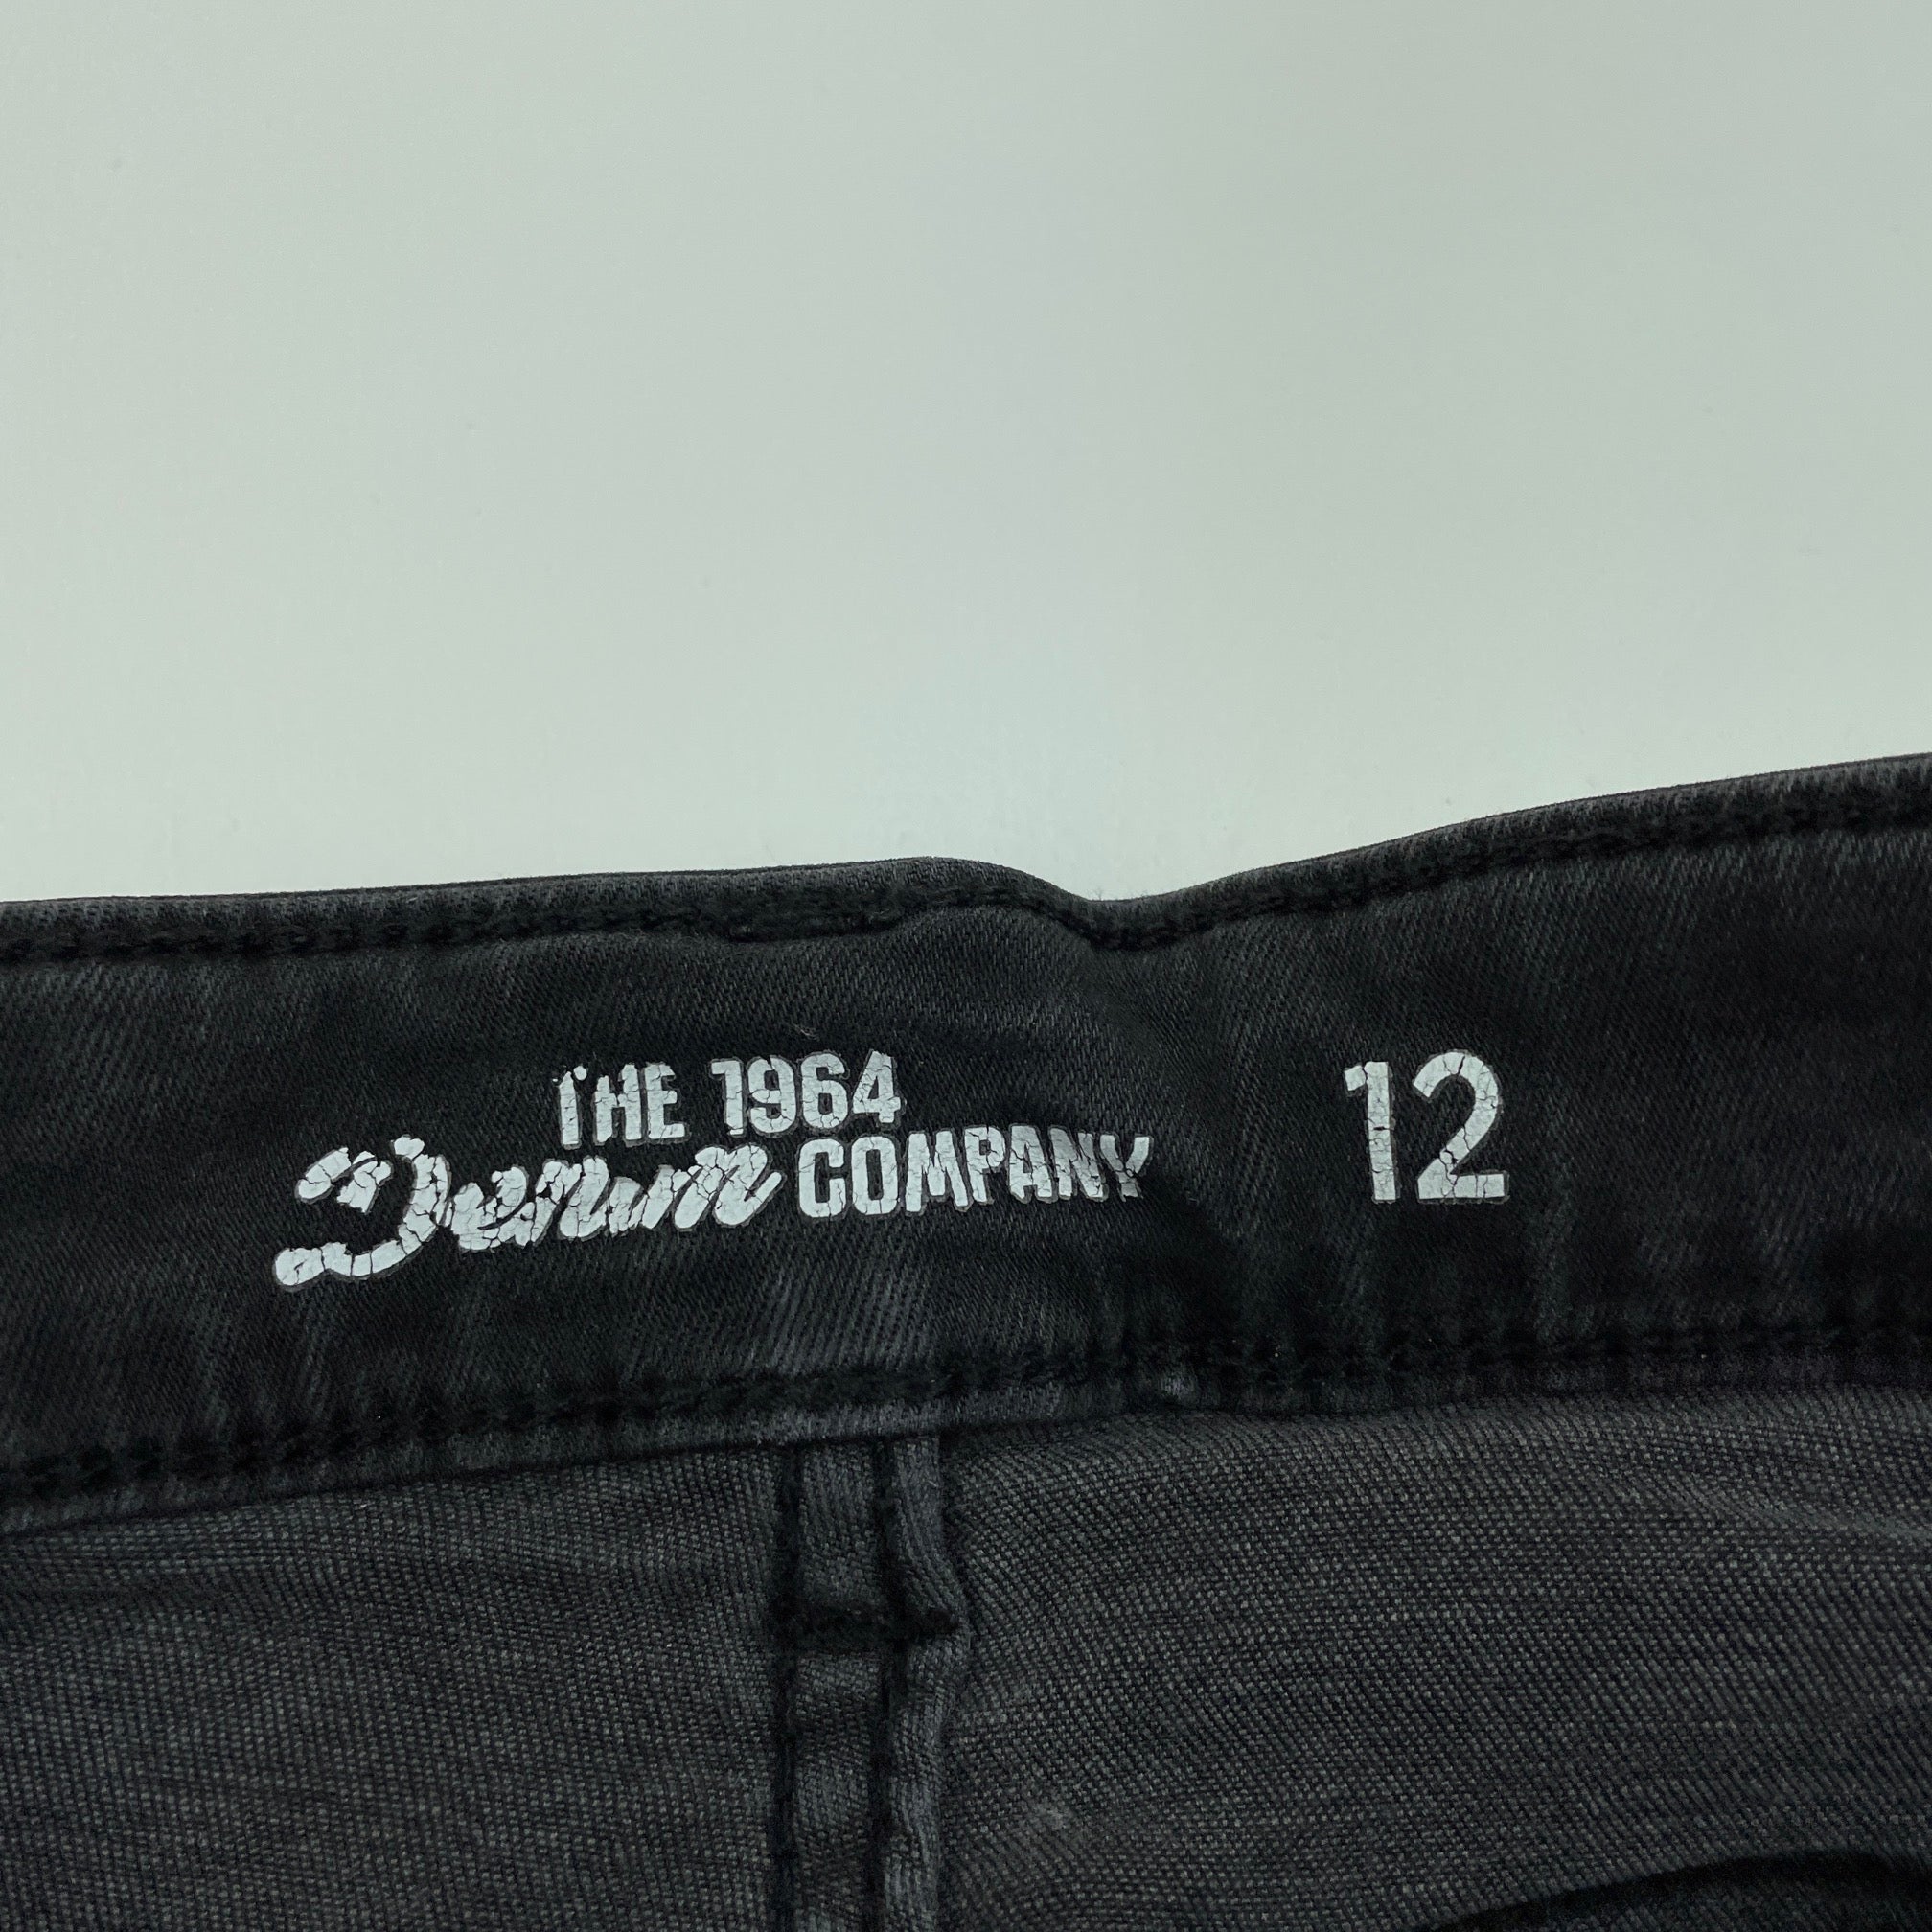 THE 1964
Denim COMPANY
12